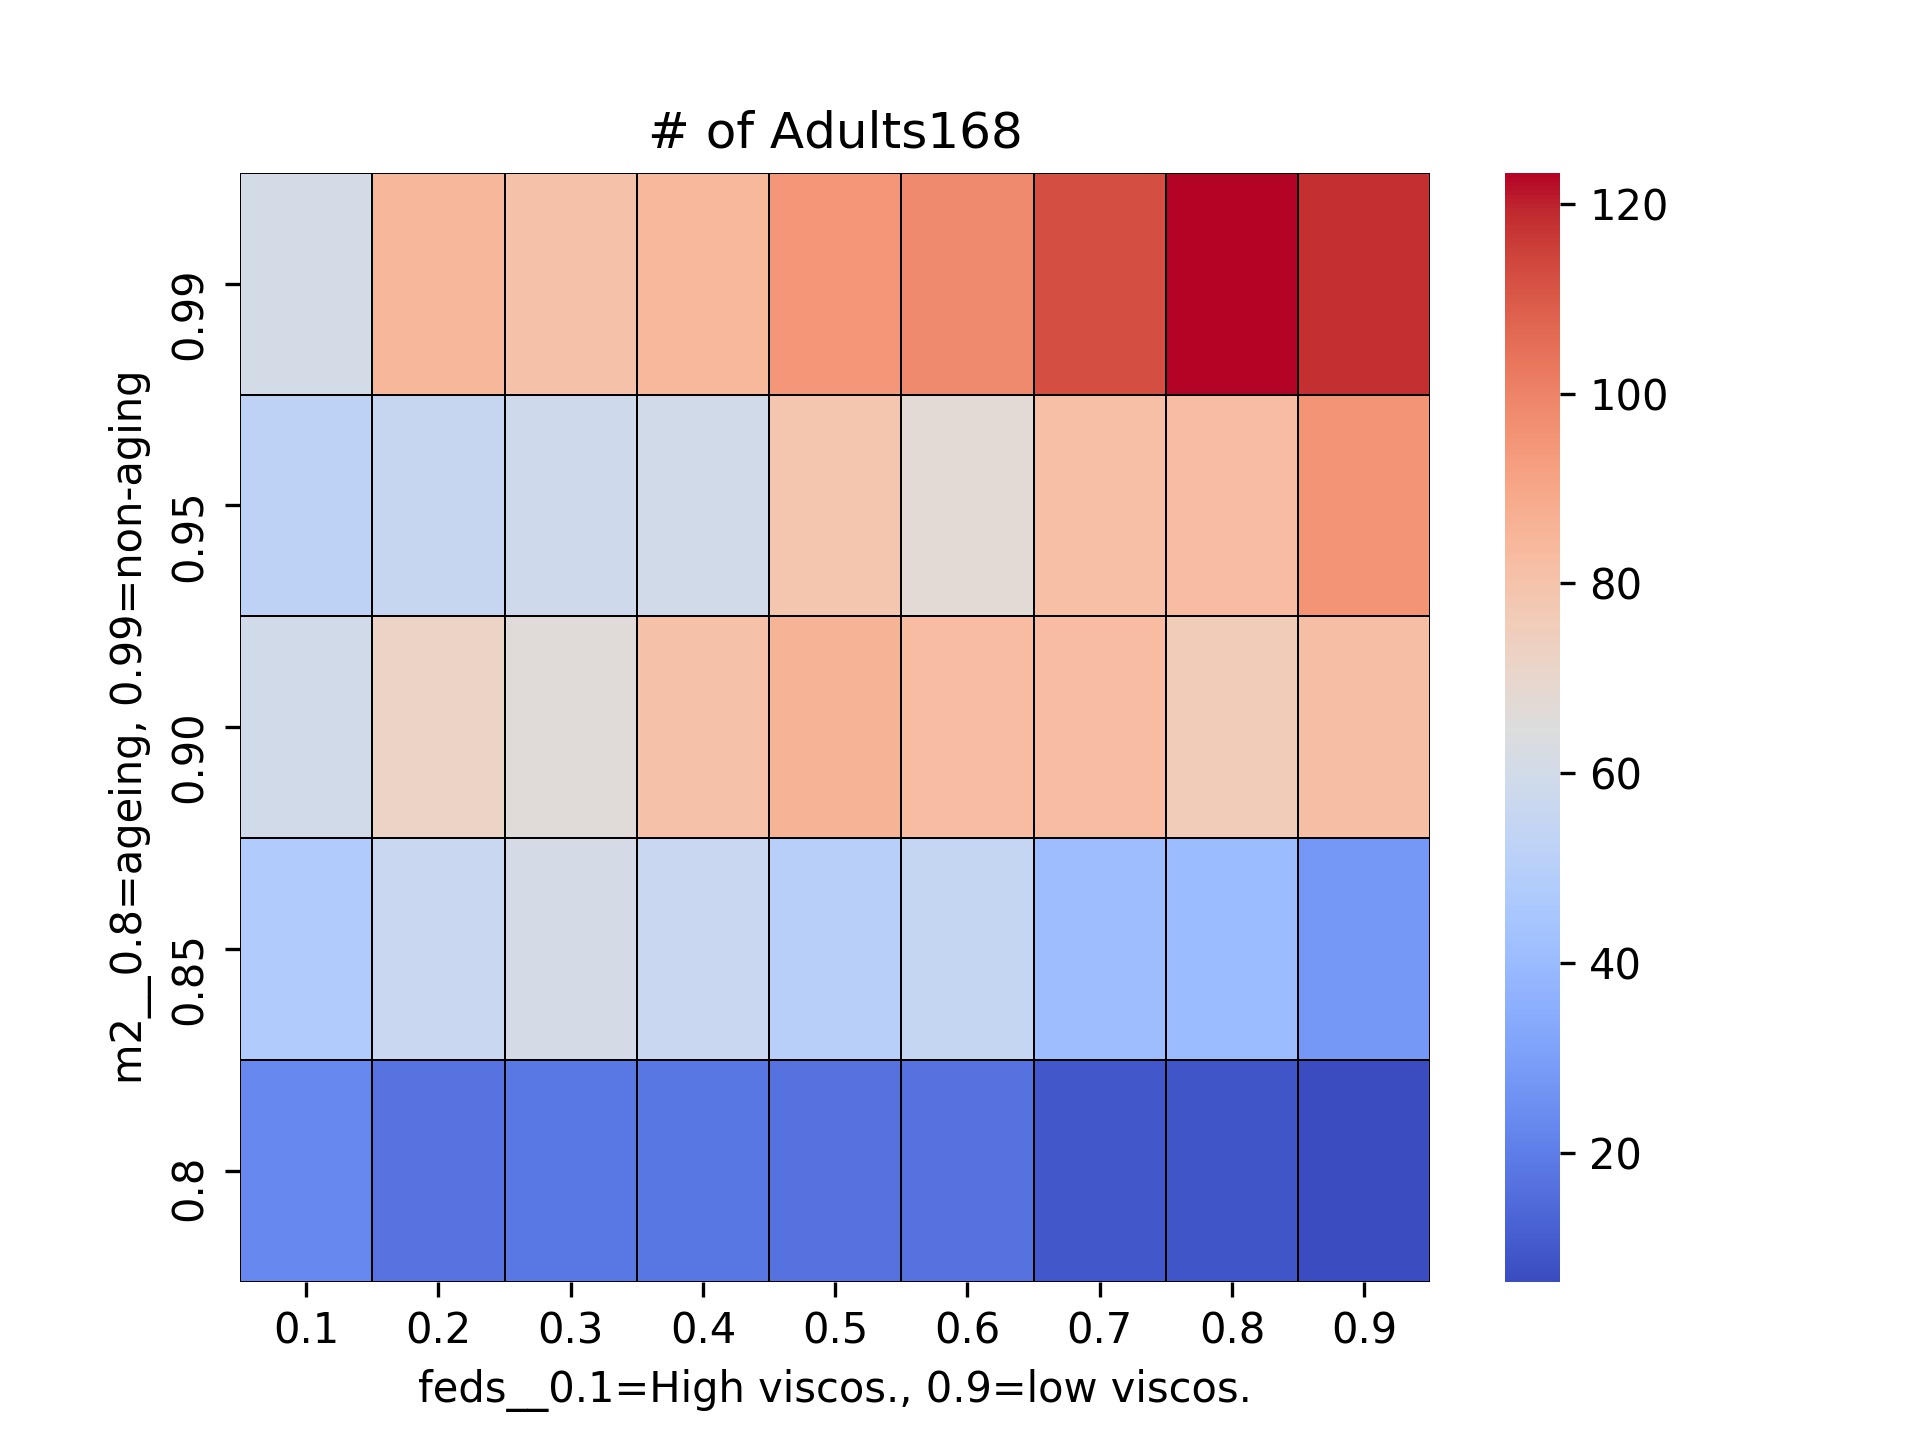 # of Adults168
m2__0.8=ageing, 0.99=non-aging
0.99
0.95
0.90
0.85
0.8
0.1 0.2 0.3 0.4 0.5 0.6 0.7 0.8 0.9
feds__0.1=High viscos., 0.9=low viscos.
120
100
80
60
40
20